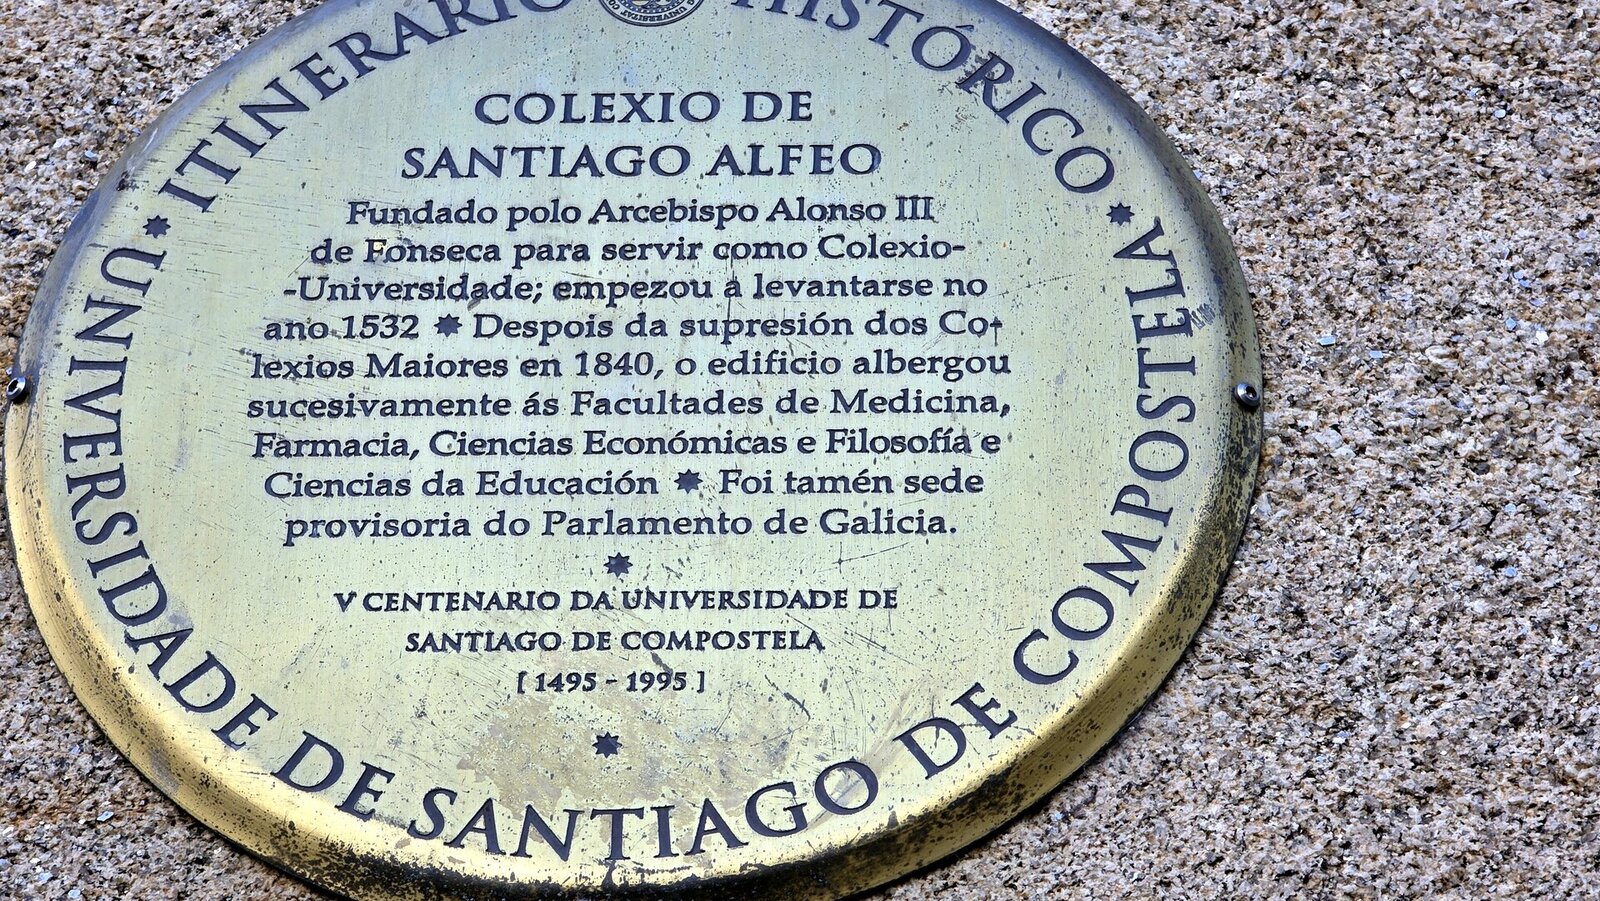 ITINERARIO HISTÓRICO
COLEXIO DE
SANTIAGO ALFEO
Fundado polo Arcebispo Alonso III
de Fonseca para servir como Colexio-
-Universidade; empezou a levantarse no
ano 1532 ✷ Despois da supresión dos Co-
lexios Maiores en 1840, o edificio albergou
sucesivamente ás Facultades de Medicina,
Farmacia, Ciencias Económicas e Filosofía e
Ciencias da Educación ✷ Foi tamén sede
provisoria do Parlamento de Galicia.
V CENTENARIO DA UNIVERSIDADE DE
SANTIAGO DE COMPOSTELA
[ 1495 - 1995 ]
UNIVERSIDADE DE SANTIAGO DE COMPOSTELA